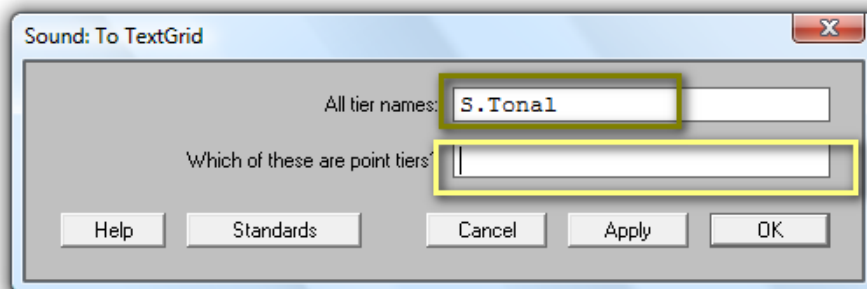 Sound: To TextGrid
All tier names: S.Tonal
Which of these are point tiers?
Help Standards Cancel Apply OK